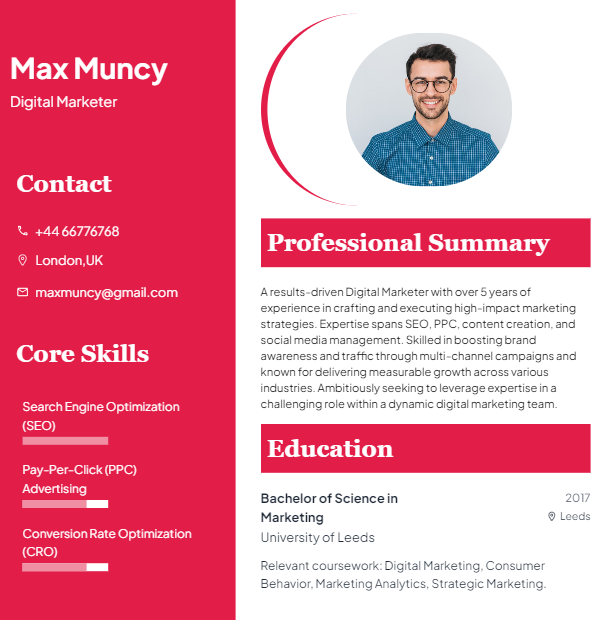 Max Muncy
Digital Marketer
Contact
+44 66776768
London,UK
maxmuncy@gmail.com
Core Skills
Search Engine Optimization
(SEO)
Pay-Per-Click (PPC)
Advertising
Conversion Rate Optimization
(CRO)
Professional Summary
A results-driven Digital Marketer with over 5 years of
experience in crafting and executing high-impact marketing
strategies. Expertise spans SEO, PPC, content creation, and
social media management. Skilled in boosting brand
awareness and traffic through multi-channel campaigns and
known for delivering measurable growth across various
industries. Ambitiously seeking to leverage expertise in a
challenging role within a dynamic digital marketing team.
Education
Bachelor of Science in
Marketing
2017
Leeds
University of Leeds
Relevant coursework: Digital Marketing, Consumer
Behavior, Marketing Analytics, Strategic Marketing.